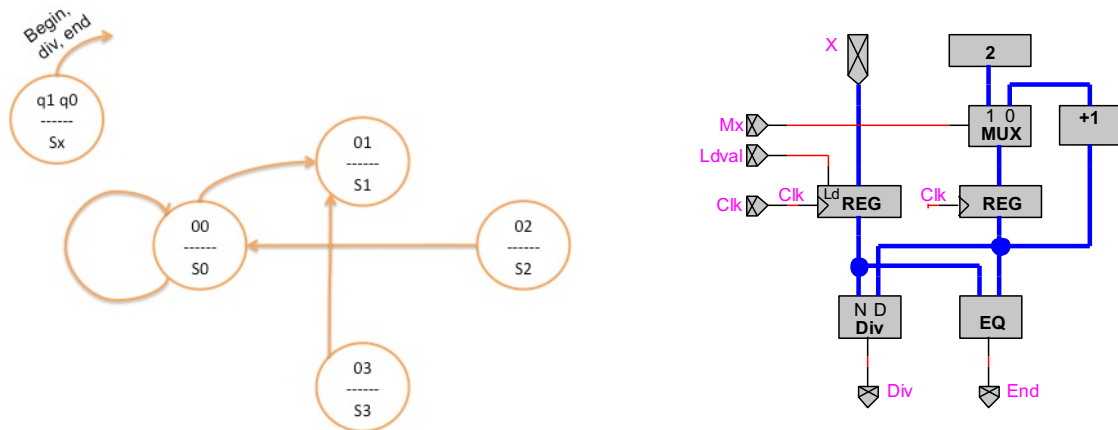 Begin,
div, end
q1 q0
------
Sx
01
------
S1
00
------
S0
02
------
S2
03
------
S3
X
2
Mx
1 0
MUX
+1
Ldval
Clk
Clk
Ld
REG
Clk
REG
N D
Div
EQ
Div
End